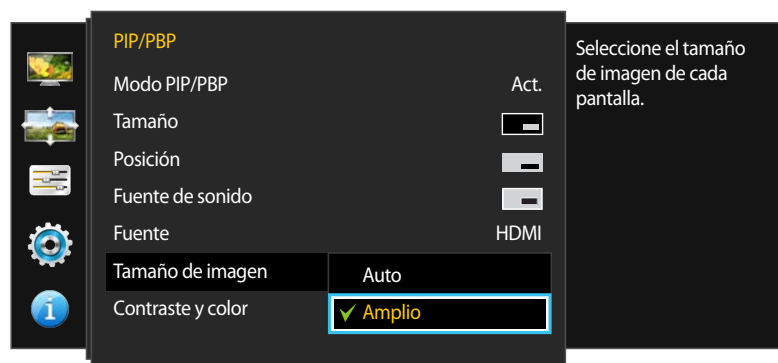 PIP/PBP
Modo PIP/PBP Act.
Tamaño
Posición
Fuente de sonido
Fuente HDMI
Tamaño de imagen Auto
Contraste y color Amplio
Seleccione el tamaño
de imagen de cada
pantalla.